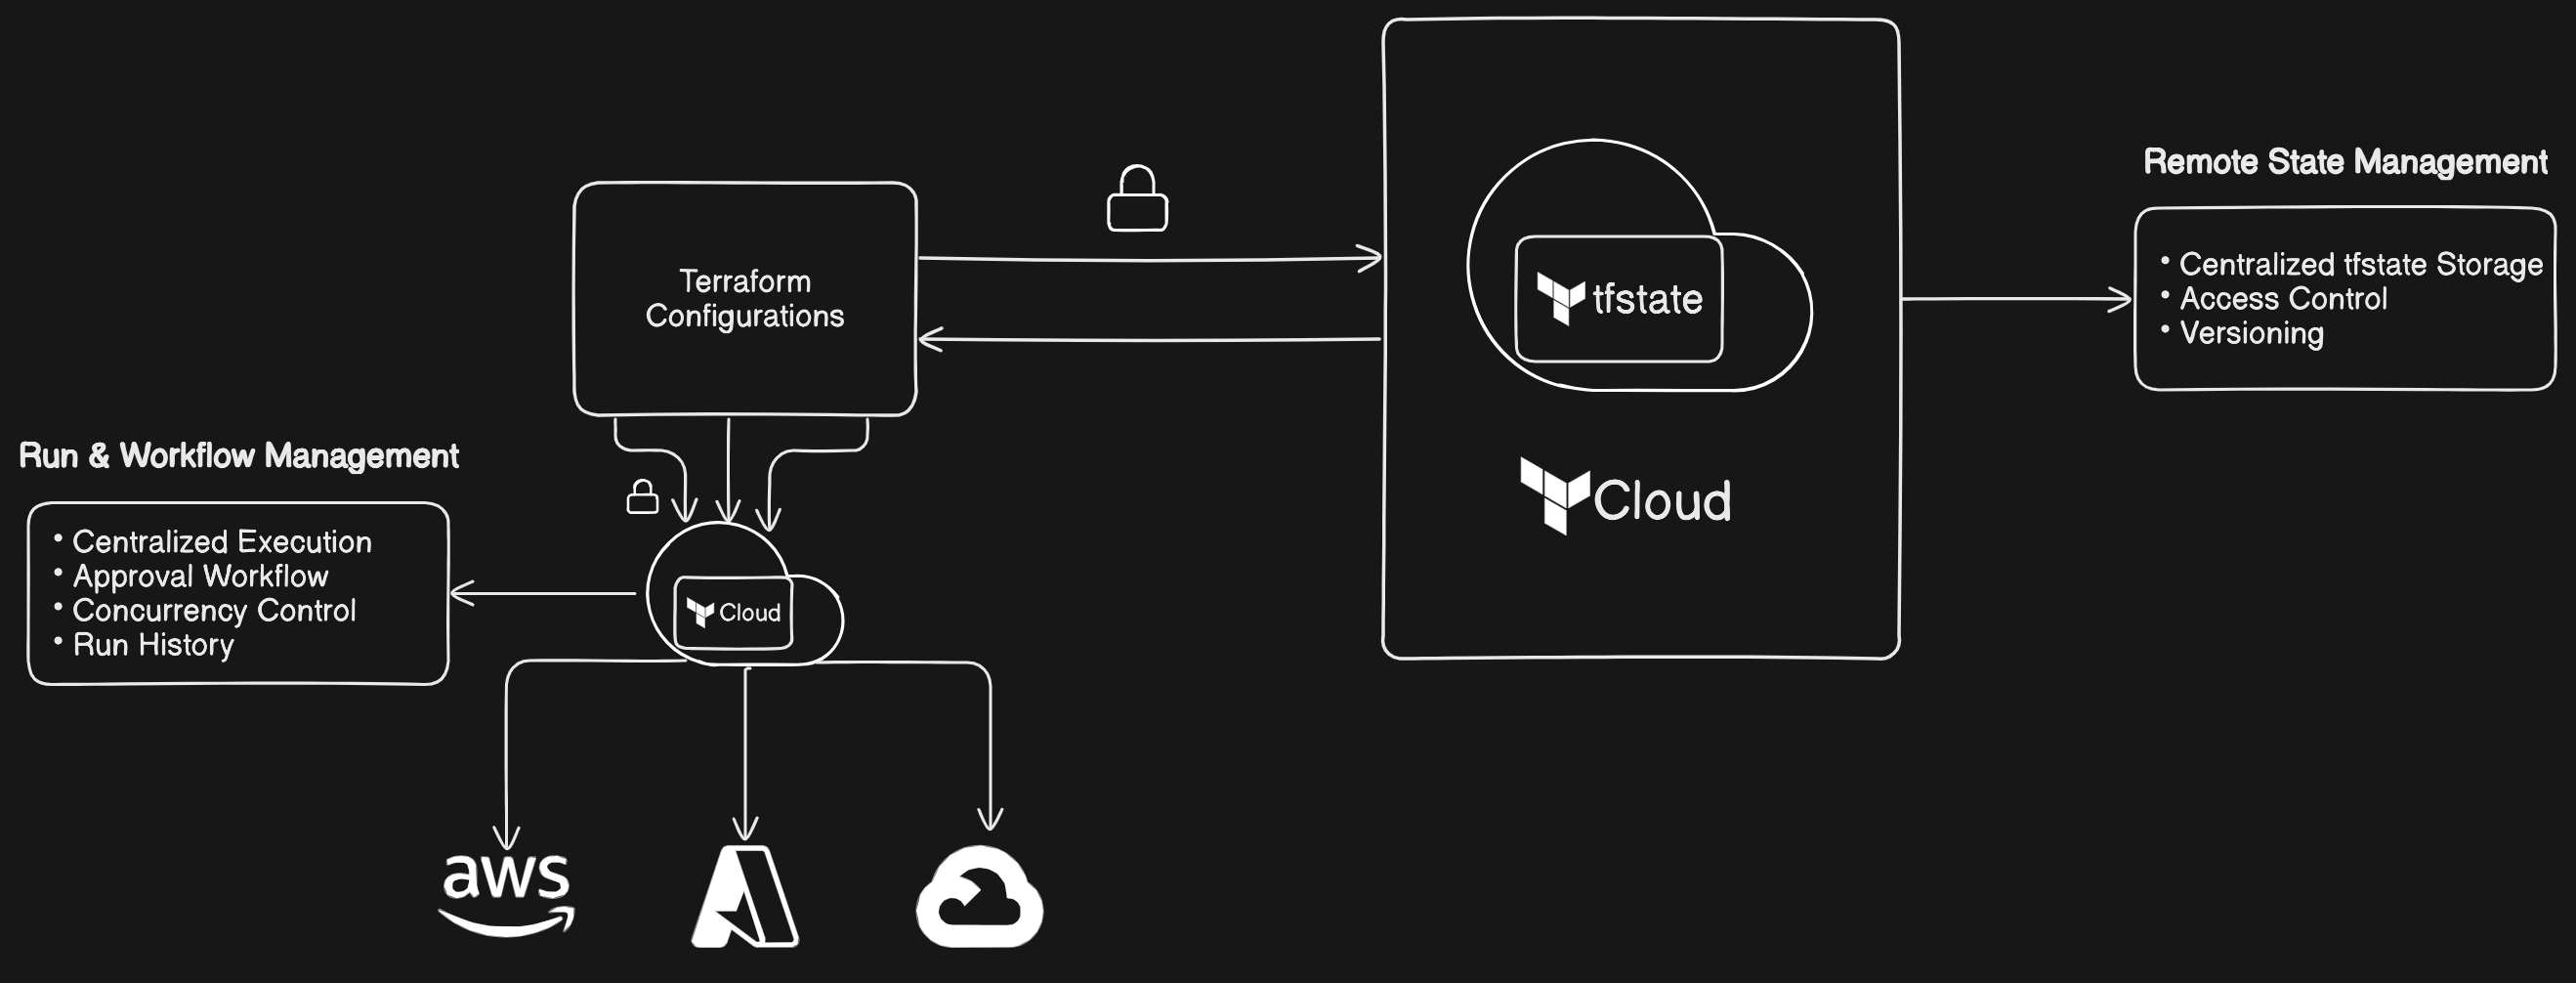 Remote State Management
• Centralized tfstate Storage
• Access Control
• Versioning
Terraform
Configurations
tfstate
Cloud
Run & Workflow Management
• Centralized Execution
• Approval Workflow
• Concurrency Control
• Run History
Cloud
aws